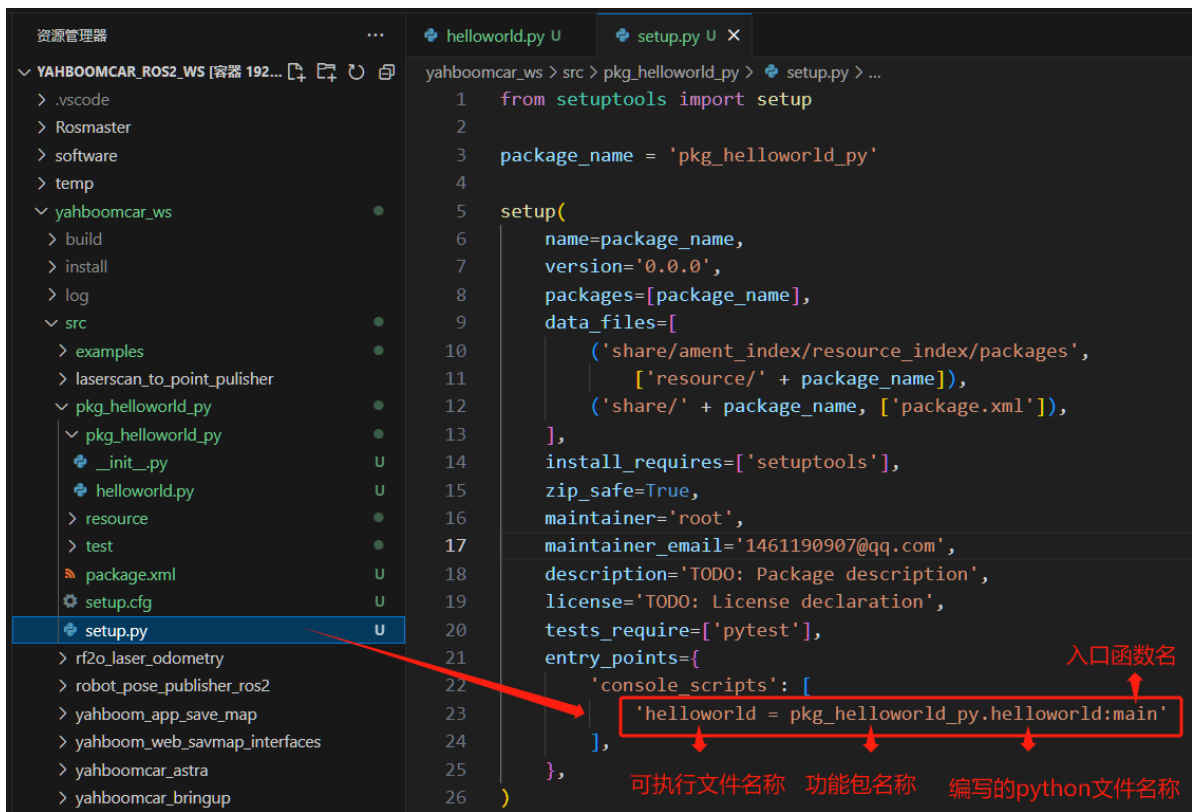 资源管理器 ...
YAHBOOMCAR_ROS2_WS [容器 192...
.vscode
Rosmaster
software
temp
yahboomcar_ws
build
install
log
src
examples
laserscan_to_point_pulisher
pkg_helloworld_py
pkg_helloworld_py
__init__.py U
helloworld.py U
resource
test
package.xml U
setup.cfg U
setup.py U
rf2o_laser_odometry
robot_pose_publisher_ros2
yahboom_app_save_map
yahboom_web_savmap_interfaces
yahboomcar_astra
yahboomcar_bringup
helloworld.py U setup.py U
yahboomcar_ws > src > pkg_helloworld_py > setup.py > ...
1 from setuptools import setup
2
3 package_name = 'pkg_helloworld_py'
4
5 setup(
6 name=package_name,
7 version='0.0.0',
8 packages=[package_name],
9 data_files=[
10 ('share/ament_index/resource_index/packages',
11 ['resource/' + package_name]),
12 ('share/' + package_name, ['package.xml']),
13 ],
14 install_requires=['setuptools'],
15 zip_safe=True,
16 maintainer='root',
17 maintainer_email='1461190907@qq.com',
18 description='TODO: Package description',
19 license='TODO: License declaration',
20 tests_require=['pytest'],
21 entry_points={
入口函数名
22 'console_scripts': [
23 'helloworld = pkg_helloworld_py.helloworld:main'
24 ],
25 },
可执行文件名称 功能包名称 编写的python文件名称
26 )